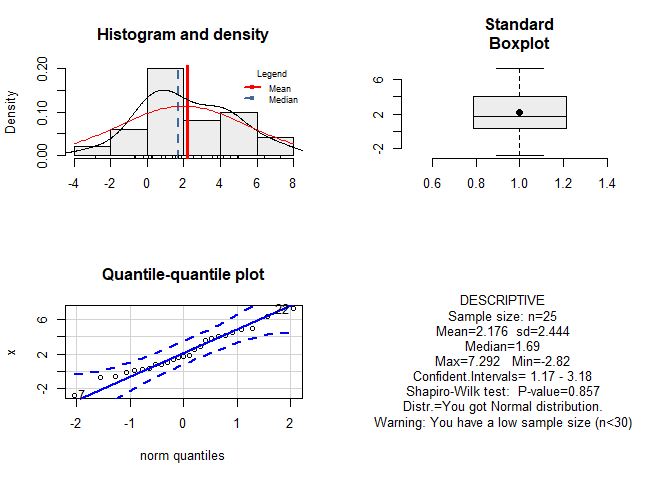 Histogram and density
Density
0.00 0.10 0.20
-4 -2 0 2 4 6 8
Legend
Mean
Median
Standard
Boxplot
-2 2 6
0.6 0.8 1.0 1.2 1.4
Quantile-quantile plot
x
-2 2 6
22
7
-2 -1 0 1 2
norm quantiles
DESCRIPTIVE
Sample size: n=25
Mean=2.176 sd=2.444
Median=1.69
Max=7.292 Min=-2.82
Confident.Intervals= 1.17 - 3.18
Shapiro-Wilk test: P-value=0.857
Distr.=You got Normal distribution.
Warning: You have a low sample size (n<30)